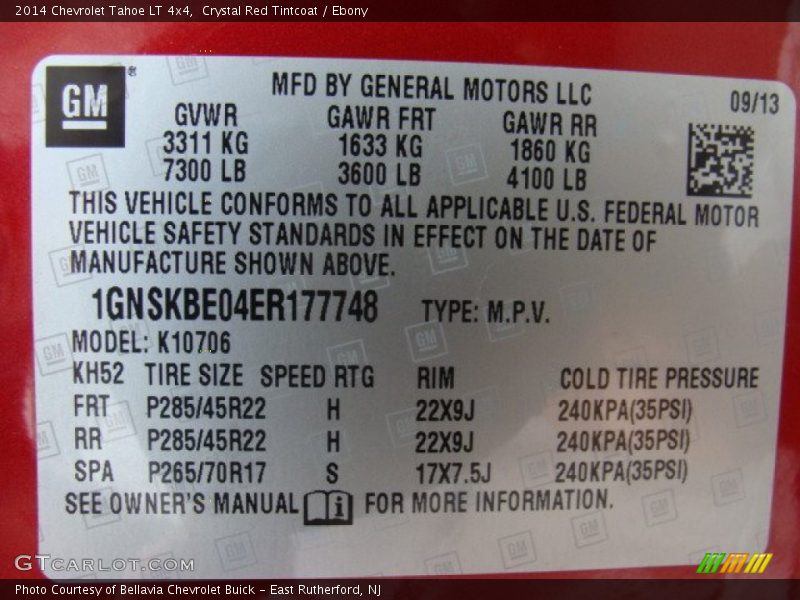 2014 Chevrolet Tahoe LT 4x4, Crystal Red Tintcoat / Ebony
GM
MFD BY GENERAL MOTORS LLC
09/13
GVWR GAWR FRT GAWR RR
3311 KG 1633 KG 1860 KG
7300 LB 3600 LB 4100 LB
THIS VEHICLE CONFORMS TO ALL APPLICABLE U.S. FEDERAL MOTOR
VEHICLE SAFETY STANDARDS IN EFFECT ON THE DATE OF
MANUFACTURE SHOWN ABOVE.
1GNSKBE04ER177748 TYPE: M.P.V.
MODEL: K10706
KH52 TIRE SIZE SPEED RTG RIM COLD TIRE PRESSURE
FRT P285/45R22 H 22X9J 240KPA(35PSI)
RR P285/45R22 H 22X9J 240KPA(35PSI)
SPA P265/70R17 S 17X7.5J 240KPA(35PSI)
SEE OWNER'S MANUAL i FOR MORE INFORMATION.
GTCARLOT.COM
Photo Courtesy of Bellavia Chevrolet Buick - East Rutherford, NJ